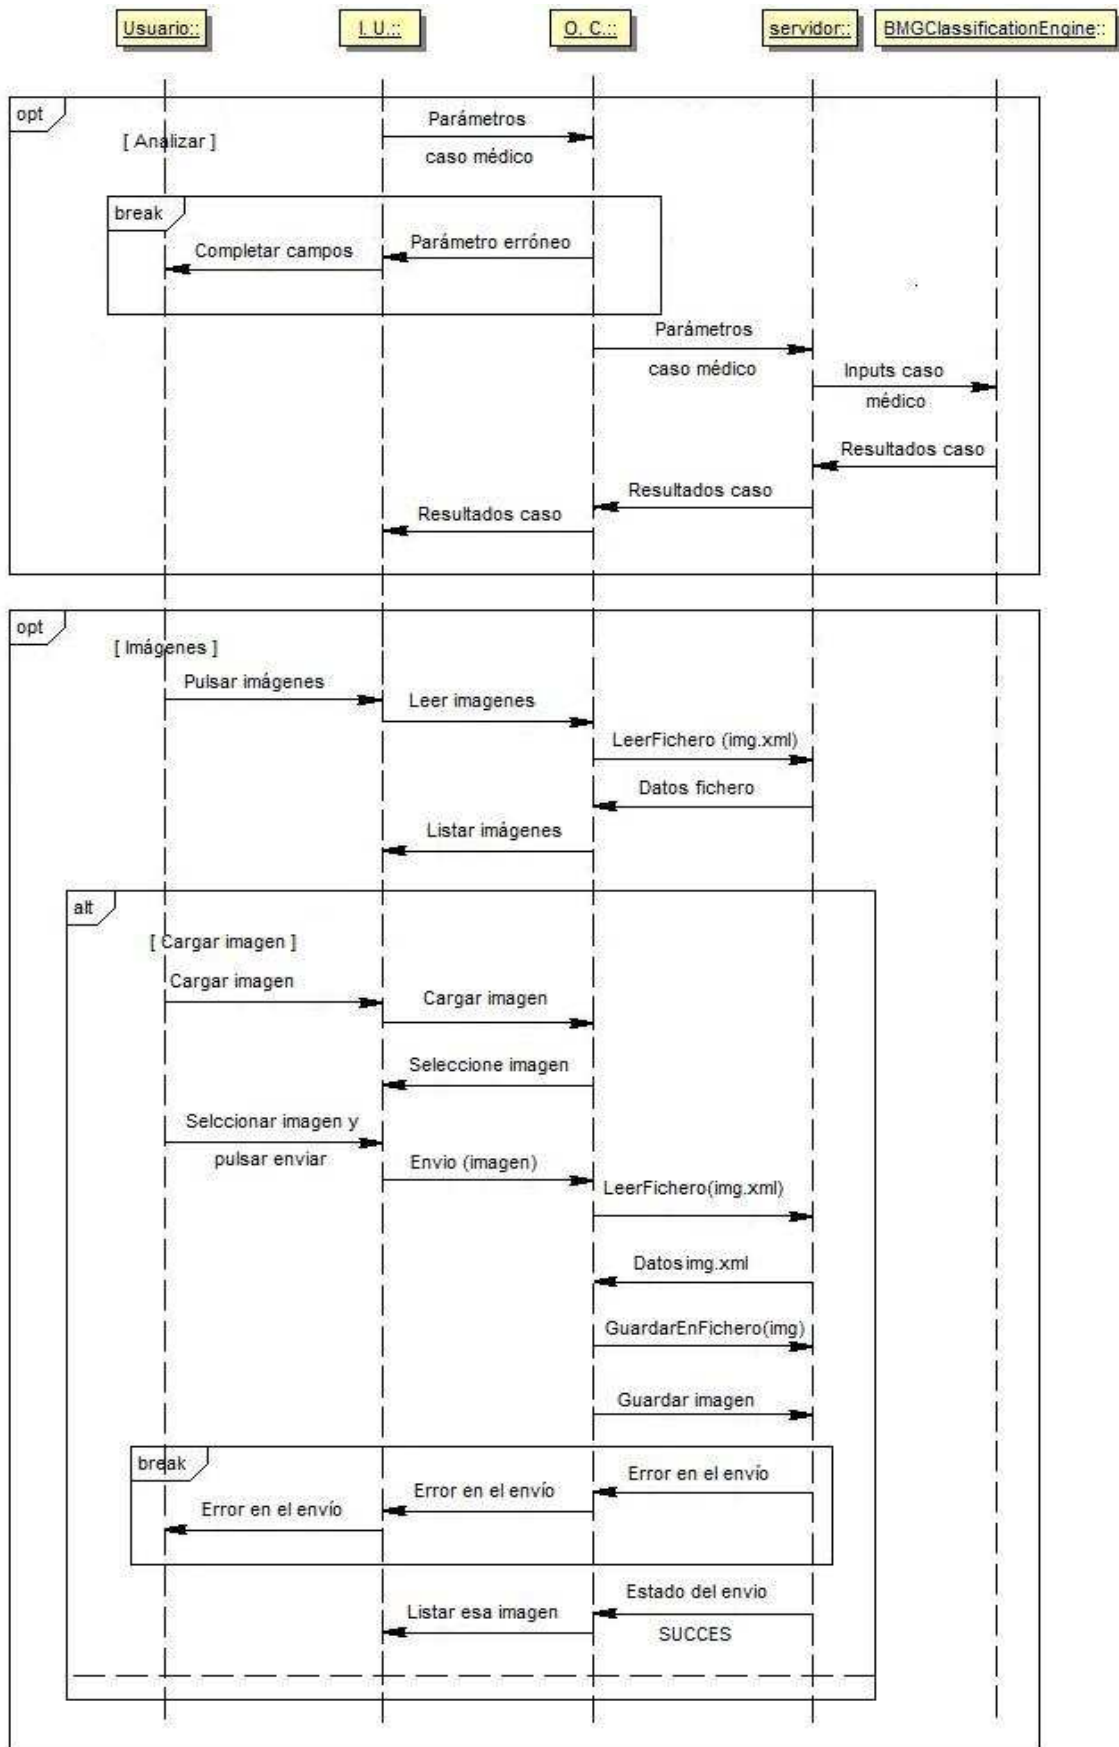 Usuario::
I. U.::
O. C.::
servidor::
BMGClassificationEngine::
opt
[ Analizar ]
Parámetros
caso médico
break
Completar campos
Parámetro erróneo
Parámetros
caso médico
Inputs caso
médico
Resultados caso
Resultados caso
Resultados caso
opt
[ Imágenes ]
Pulsar imágenes
Leer imagenes
LeerFichero (img.xml)
Datos fichero
Listar imágenes
alt
[ Cargar imagen ]
Cargar imagen
Cargar imagen
Seleccione imagen
Selccionar imagen y
pulsar enviar
Envio (imagen)
LeerFichero(img.xml)
Datosimg.xml
GuardarEnFichero(img)
Guardar imagen
break
Error en el envío
Error en el envío
Error en el envío
Estado del envio
Listar esa imagen
SUCCES